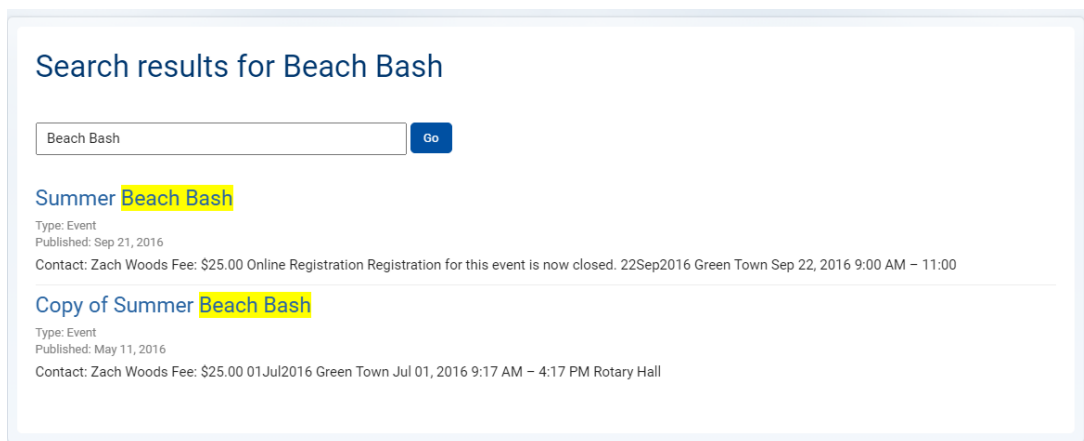 Search results for Beach Bash
Beach Bash
Go
Summer Beach Bash
Type: Event
Published: Sep 21, 2016
Contact: Zach Woods Fee: $25.00 Online Registration Registration for this event is now closed. 22Sep2016 Green Town Sep 22, 2016 9:00 AM – 11:00
Copy of Summer Beach Bash
Type: Event
Published: May 11, 2016
Contact: Zach Woods Fee: $25.00 01Jul2016 Green Town Jul 01, 2016 9:17 AM – 4:17 PM Rotary Hall